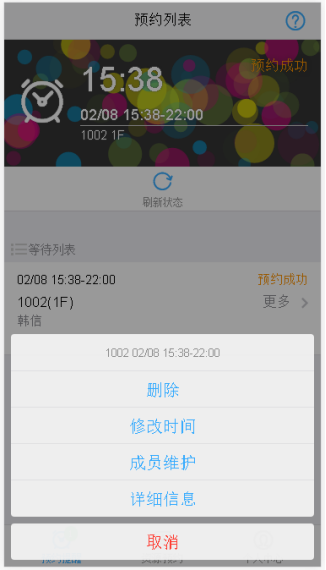 预约列表
预约成功
15:38
02/08 15:38-22:00
1002 1F
刷新状态
等待列表
02/08 15:38-22:00 预约成功
1002(1F) 更多
韩信
1002 02/08 15:38-22:00
删除
修改时间
成员维护
详细信息
取消